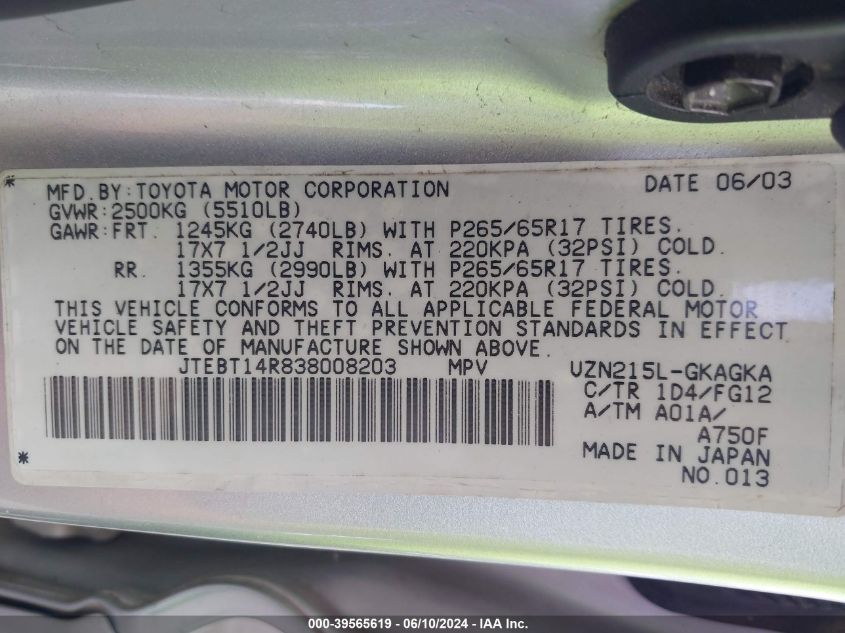 MFD.BY:TOYOTA MOTOR CORPORATION DATE 06/03
GVWR:2500KG (5510LB)
GAWR:FRT. 1245KG (2740LB) WITH P265/65R17 TIRES.
17X7 1/2JJ RIMS. AT 220KPA (32PSI) COLD.
RR. 1355KG (2990LB) WITH P265/65R17 TIRES.
17X7 1/2JJ RIMS. AT 220KPA (32PSI) COLD.
THIS VEHICLE CONFORMS TO ALL APPLICABLE FEDERAL MOTOR
VEHICLE SAFETY AND THEFT PREVENTION STANDARDS IN EFFECT
ON THE DATE OF MANUFACTURE SHOWN ABOVE.
JTEBT14R838008203 MPV VZN215L-GKAGKA
C/TR 1D4/FG12
A/TM A01A/
A750F
MADE IN JAPAN
NO.013
000-39565619 - 06/10/2024 - IAA Inc.